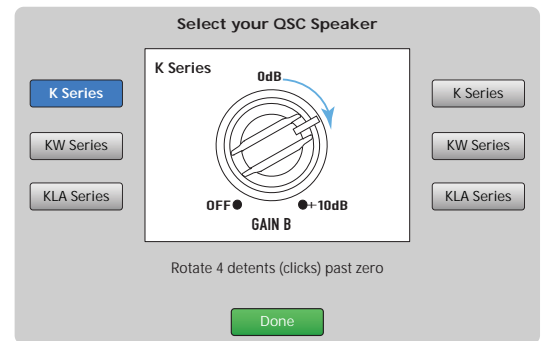 Select your QSC Speaker
K Series
KW Series
KLA Series
K Series
0dB
OFF
+10dB
GAIN B
K Series
KW Series
KLA Series
Rotate 4 detents (clicks) past zero
Done